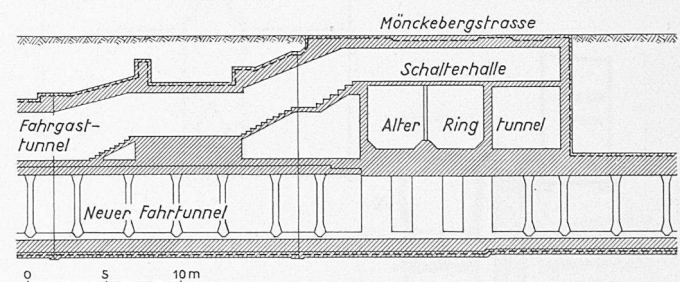 Mönckebergstrasse
Schalterhalle
Fahrgast-
tunnel
Alter Ring tunnel
Neuer Fahrtunnel
0 5 10 m